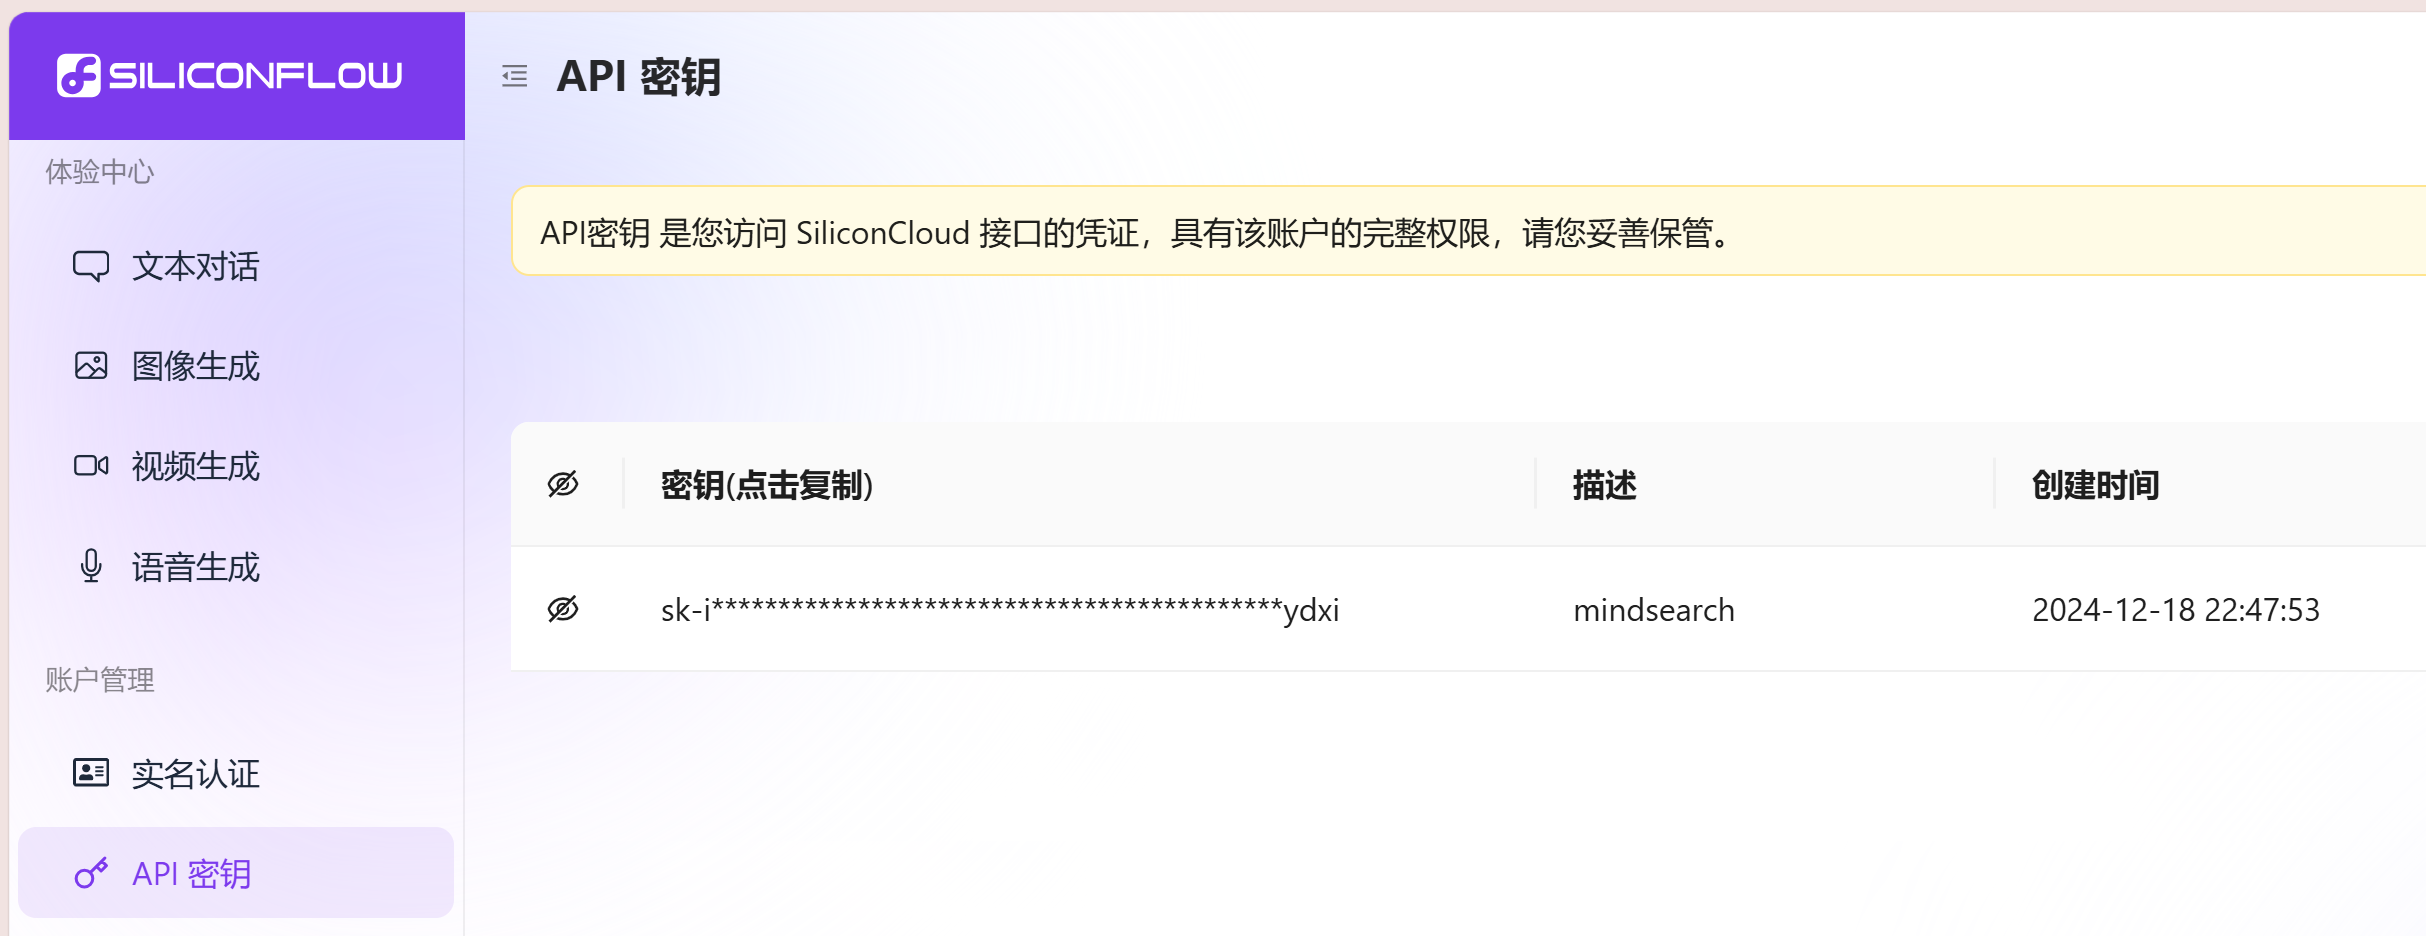 SILICONFLOW
体验中心
文本对话
图像生成
视频生成
语音生成
账户管理
实名认证
API 密钥
API 密钥
API密钥 是您访问 SiliconCloud 接口的凭证，具有该账户的完整权限，请您妥善保管。
密钥(点击复制) 描述 创建时间
sk-i*******************************************ydxi mindsearch 2024-12-18 22:47:53